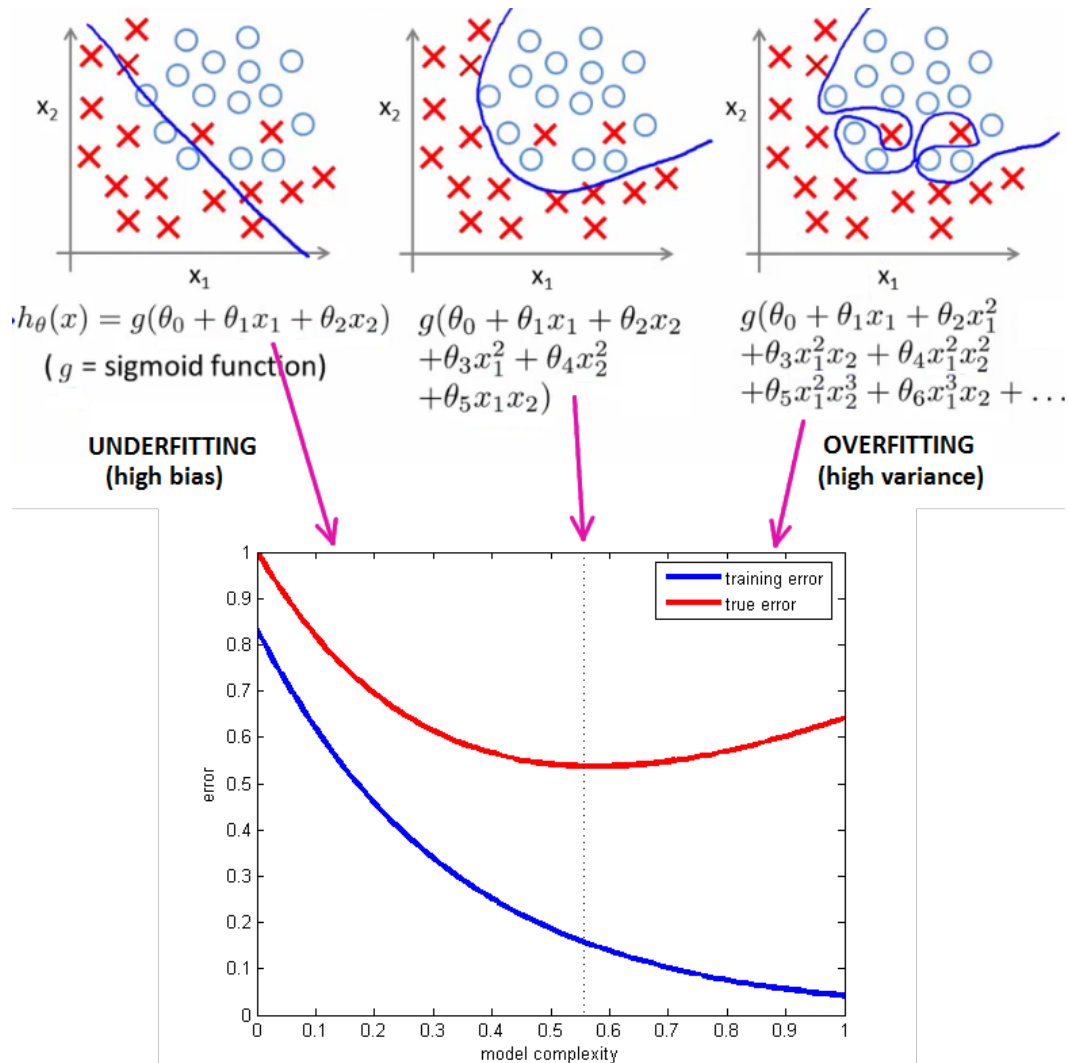 x₂
x₁
x₂
x₁
x₂
x₁
h_θ(x) = g(θ₀ + θ₁x₁ + θ₂x₂)
( g = sigmoid function)
g(θ₀ + θ₁x₁ + θ₂x₂
+θ₃x₁² + θ₄x₂²
+θ₅x₁x₂)
g(θ₀ + θ₁x₁ + θ₂x₁²
+θ₃x₁²x₂ + θ₄x₁²x₂²
+θ₅x₁²x₂³ + θ₆x₁³x₂ + …
UNDERFITTING
(high bias)
OVERFITTING
(high variance)
training error
true error
1
0.9
0.8
0.7
0.6
0.5
0.4
0.3
0.2
0.1
0
error
0 0.1 0.2 0.3 0.4 0.5 0.6 0.7 0.8 0.9 1
model complexity